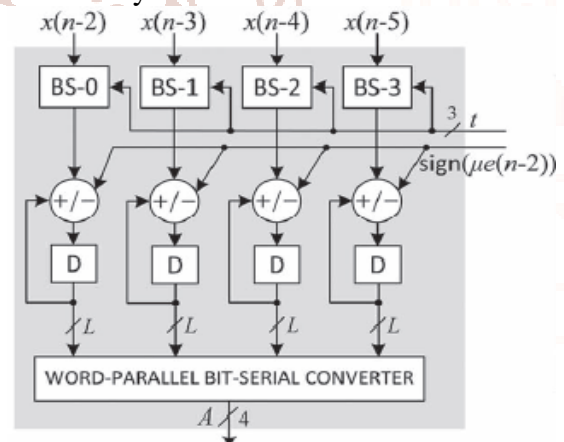 x(n-2) x(n-3) x(n-4) x(n-5)
BS-0 BS-1 BS-2 BS-3
3 t
sign(μe(n-2))
+/− +/− +/− +/−
D D D D
L L L L
WORD-PARALLEL BIT-SERIAL CONVERTER
A 4